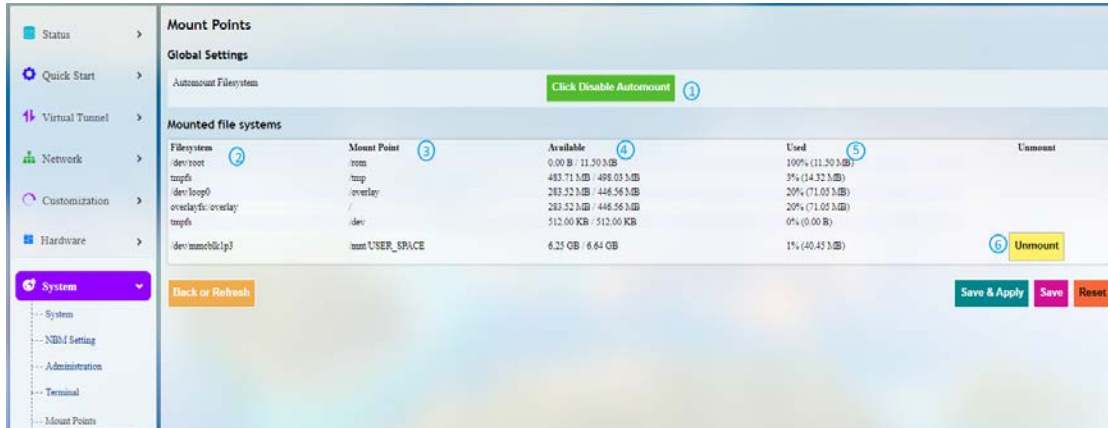 Status
Quick Start
Virtual Tunnel
Network
Customization
Hardware
System
System
NBM Setting
Administration
Terminal
Mount Points
Mount Points
Global Settings
Automount Filesystem Click Disable Automount 1
Mounted file systems
Filesystem 2 Mount Point 3 Available 4 Used 5 Unmount
/dev/root /rom 0.00 B / 11.50 MB 100% (11.50 MB)
tmpfs /tmp 483.71 MB / 498.03 MB 3% (14.32 MB)
/dev/loop0 /overlay 283.52 MB / 446.56 MB 20% (71.05 MB)
overlayfs:/overlay / 283.52 MB / 446.56 MB 20% (71.05 MB)
tmpfs /dev 512.00 KB / 512.00 KB 0% (0.00 B)
/dev/mmcblk1p3 /mnt/USER_SPACE 6.25 GB / 6.64 GB 1% (40.45 MB) 6 Unmount
Back or Refresh Save & Apply Save Reset